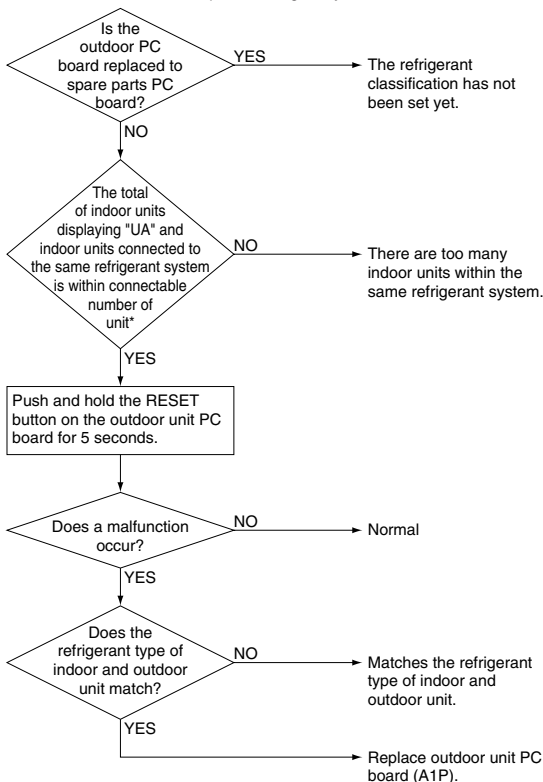 Is the
outdoor PC
board replaced to
spare parts PC
board?
YES
The refrigerant
classification has not
been set yet.
NO
The total
of indoor units
displaying "UA" and
indoor units connected to
the same refrigerant system
is within connectable
number of
unit*
NO
There are too many
indoor units within the
same refrigerant system.
YES
Push and hold the RESET
button on the outdoor unit PC
board for 5 seconds.
Does a malfunction
occur?
NO
Normal
YES
Does the
refrigerant type of
indoor and outdoor
unit match?
NO
Matches the refrigerant
type of indoor and
outdoor unit.
YES
Replace outdoor unit PC
board (A1P).